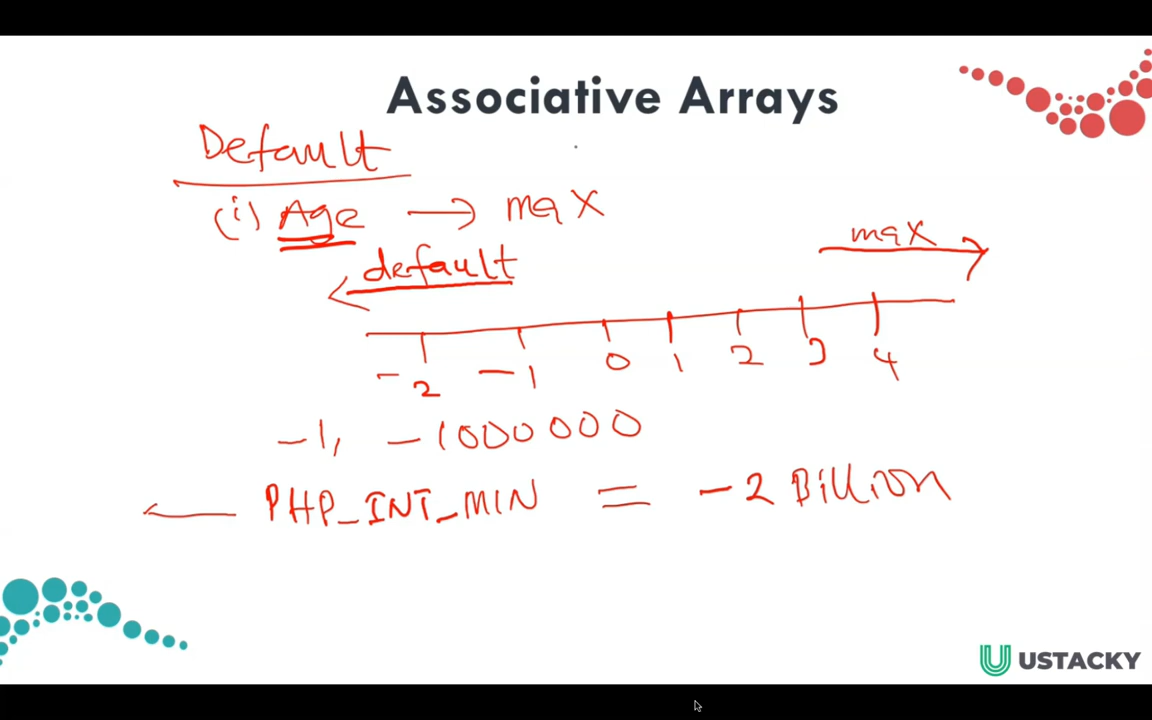 Associative Arrays
Default
(i) Age → max
default
max
-2 -1 0 1 2 3 4
-1, -1000000
← PHP_INT_MIN = -2 Billion
USTACKY